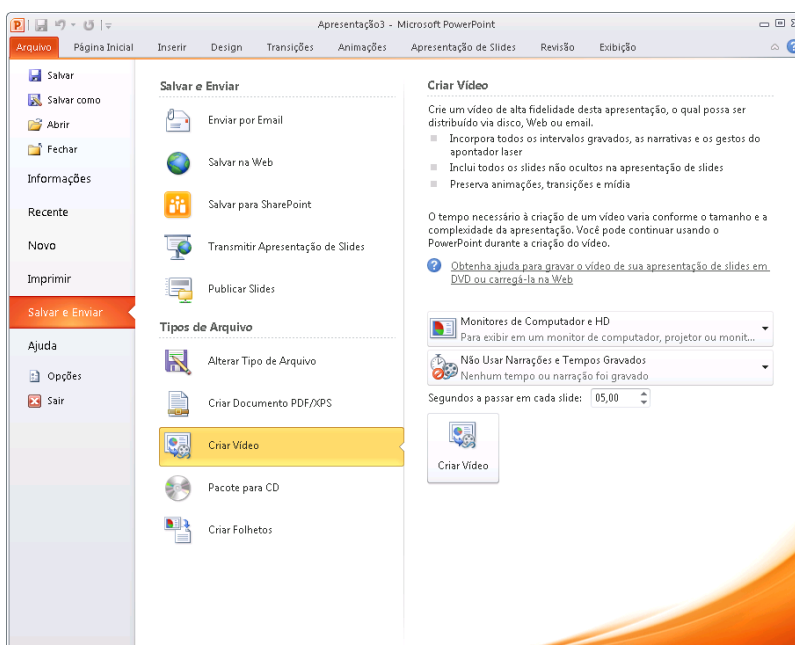 Apresentação3 - Microsoft PowerPoint
Arquivo Página Inicial Inserir Design Transições Animações Apresentação de Slides Revisão Exibição
Salvar
Salvar como
Abrir
Fechar
Informações
Recente
Novo
Imprimir
Salvar e Enviar
Ajuda
Opções
Sair
Salvar e Enviar
Enviar por Email
Salvar na Web
Salvar para SharePoint
Transmitir Apresentação de Slides
Publicar Slides
Tipos de Arquivo
Alterar Tipo de Arquivo
Criar Documento PDF/XPS
Criar Vídeo
Pacote para CD
Criar Folhetos
Criar Vídeo
Crie um vídeo de alta fidelidade desta apresentação, o qual possa ser
distribuído via disco, Web ou email.
Incorpora todos os intervalos gravados, as narrativas e os gestos do
apontador laser
Inclui todos os slides não ocultos na apresentação de slides
Preserva animações, transições e mídia
O tempo necessário à criação de um vídeo varia conforme o tamanho e a
complexidade da apresentação. Você pode continuar usando o
PowerPoint durante a criação do vídeo.
Obtenha ajuda para gravar o vídeo de sua apresentação de slides em
DVD ou carregá-la na Web
Monitores de Computador e HD
Para exibir em um monitor de computador, projetor ou monit...
Não Usar Narrações e Tempos Gravados
Nenhum tempo ou narração foi gravado
Segundos a passar em cada slide: 05,00
Criar Vídeo